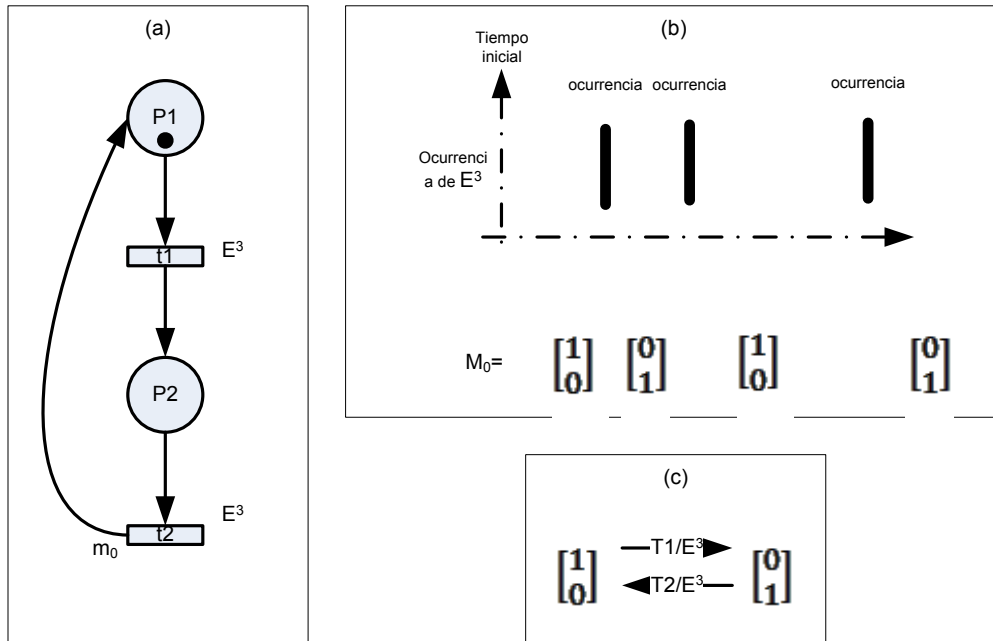 (a)
P1
t1
E³
P2
t2
E³
m₀
(b)
Tiempo
inicial
ocurrencia ocurrencia ocurrencia
Ocurrenci
a de E³
M₀= [1 0] [0 1] [1 0] [0 1]
(c)
T1/E³
[1 0] [0 1]
T2/E³